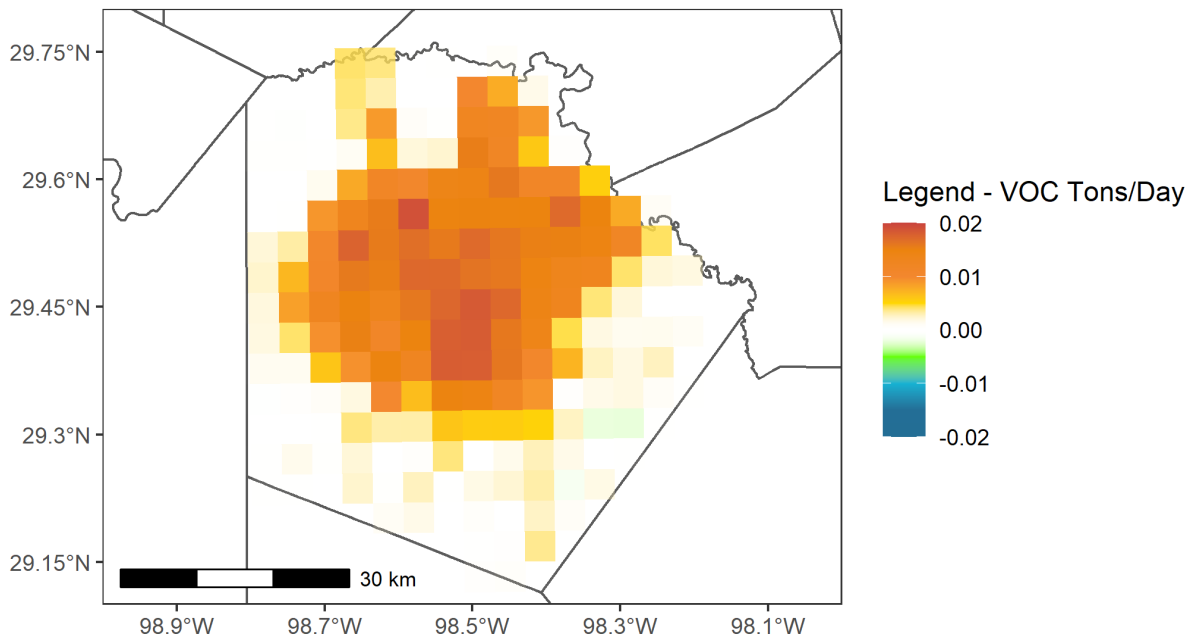 29.75°N
29.6°N
29.45°N
29.3°N
29.15°N
30 km
98.9°W 98.7°W 98.5°W 98.3°W 98.1°W
Legend - VOC Tons/Day
0.02
0.01
0.00
-0.01
-0.02